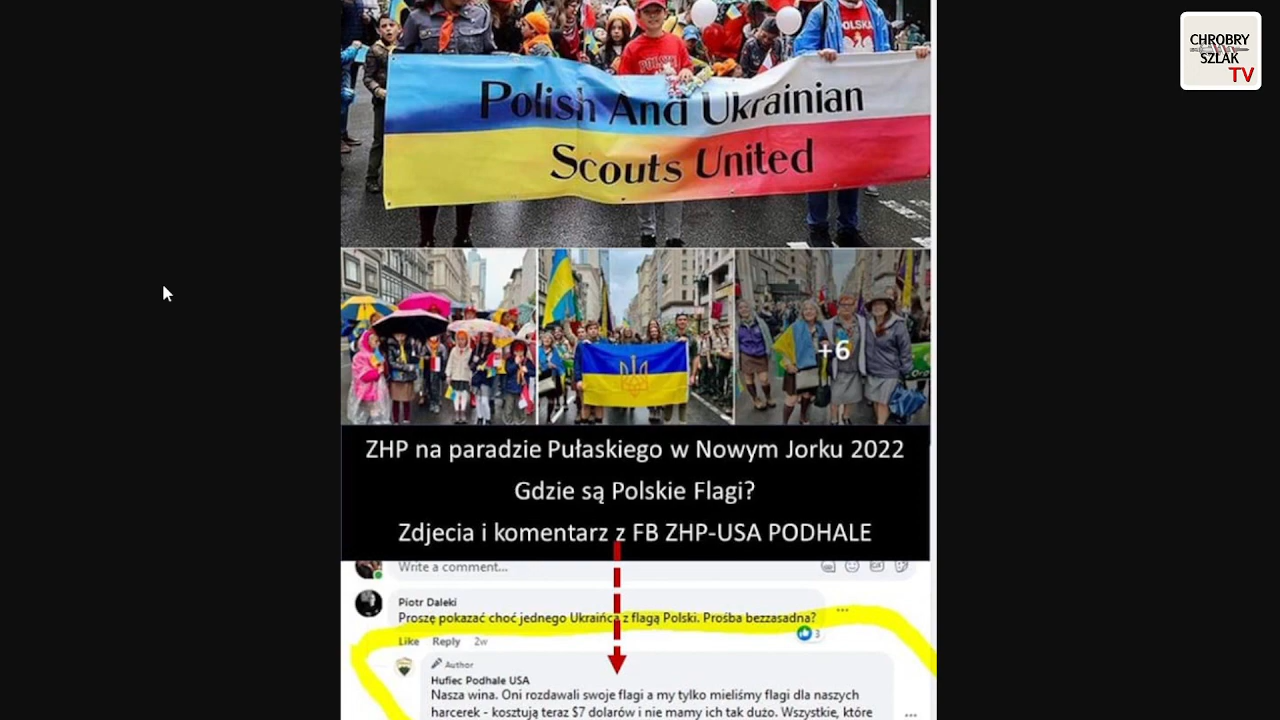 CHROBRY
SZLAK
TV
POLSKA
Polish And Ukrainian
Scouts United
+6
ZHP na paradzie Pułaskiego w Nowym Jorku 2022
Gdzie są Polskie Flagi?
Zdjecia i komentarz z FB ZHP-USA PODHALE
Write a comment...
Piotr Daleki
Proszę pokazać choć jednego Ukraińca z flagą Polski. Prośba bezzasadna?
3
Like Reply 2w
Author
Hufiec Podhale USA
Nasza wina. Oni rozdawali swoje flagi a my tylko mieliśmy flagi dla naszych
harcerek - kosztują teraz $7 dolarów i nie mamy ich tak dużo. Wszystkie, które